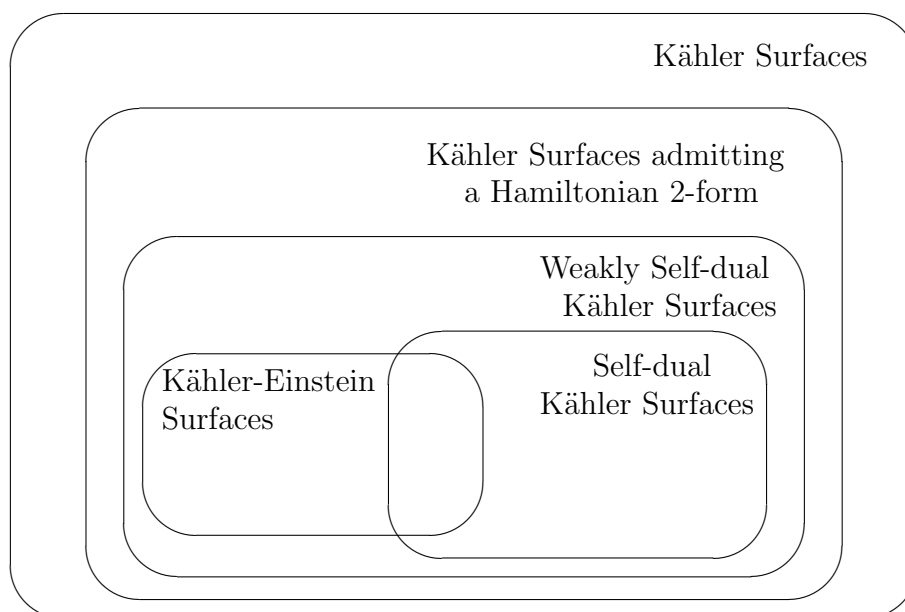 Kähler Surfaces
Kähler Surfaces admitting
a Hamiltonian 2-form
Weakly Self-dual
Kähler Surfaces
Self-dual
Kähler Surfaces
Kähler-Einstein
Surfaces